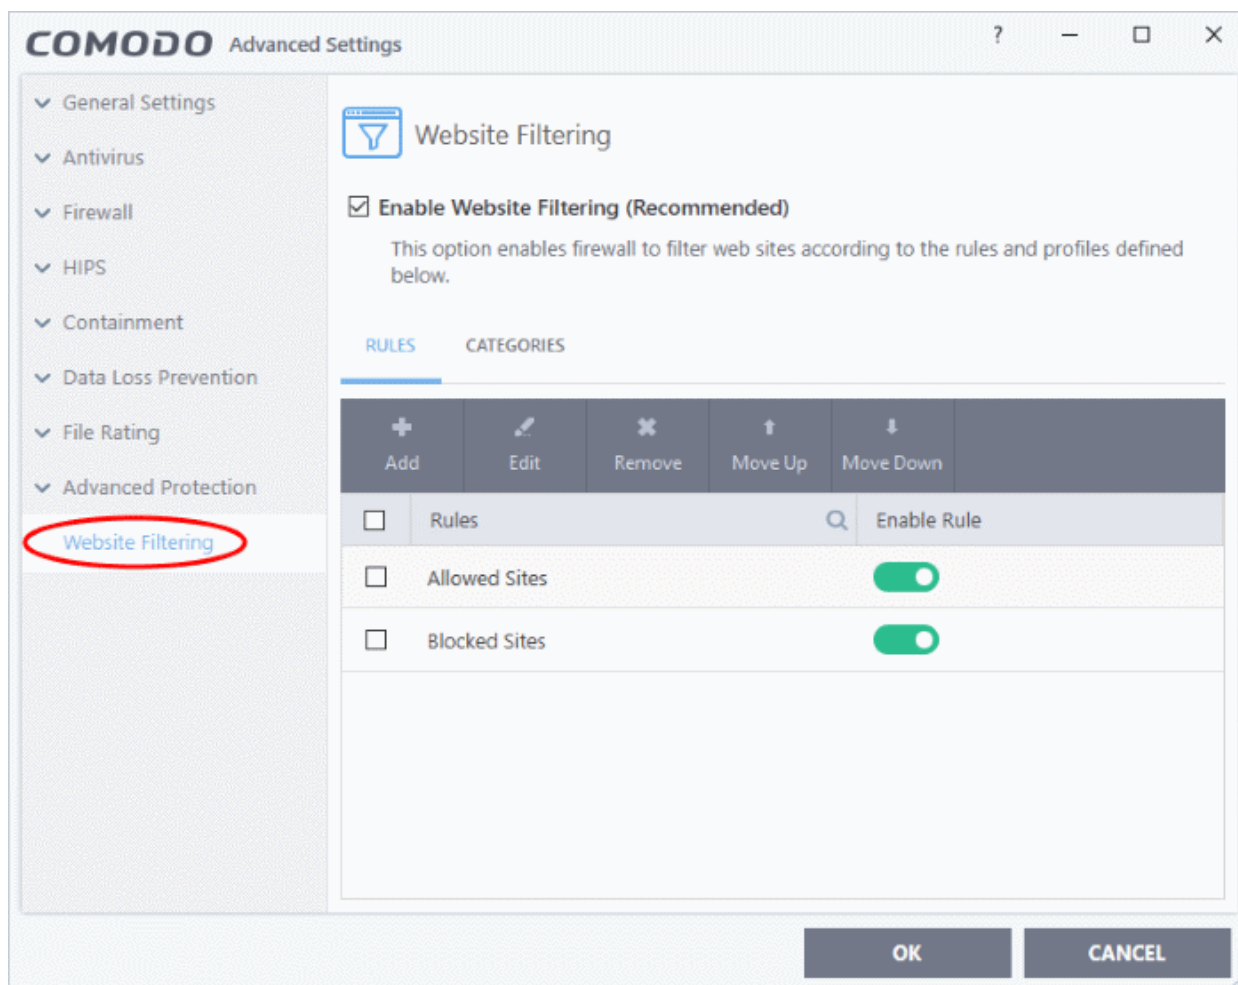 COMODO Advanced Settings ?
General Settings
Antivirus
Firewall
HIPS
Containment
Data Loss Prevention
File Rating
Advanced Protection
Website Filtering
Website Filtering
Enable Website Filtering (Recommended)
This option enables firewall to filter web sites according to the rules and profiles defined
below.
RULES CATEGORIES
Add Edit Remove Move Up Move Down
Rules Enable Rule
Allowed Sites
Blocked Sites
OK CANCEL